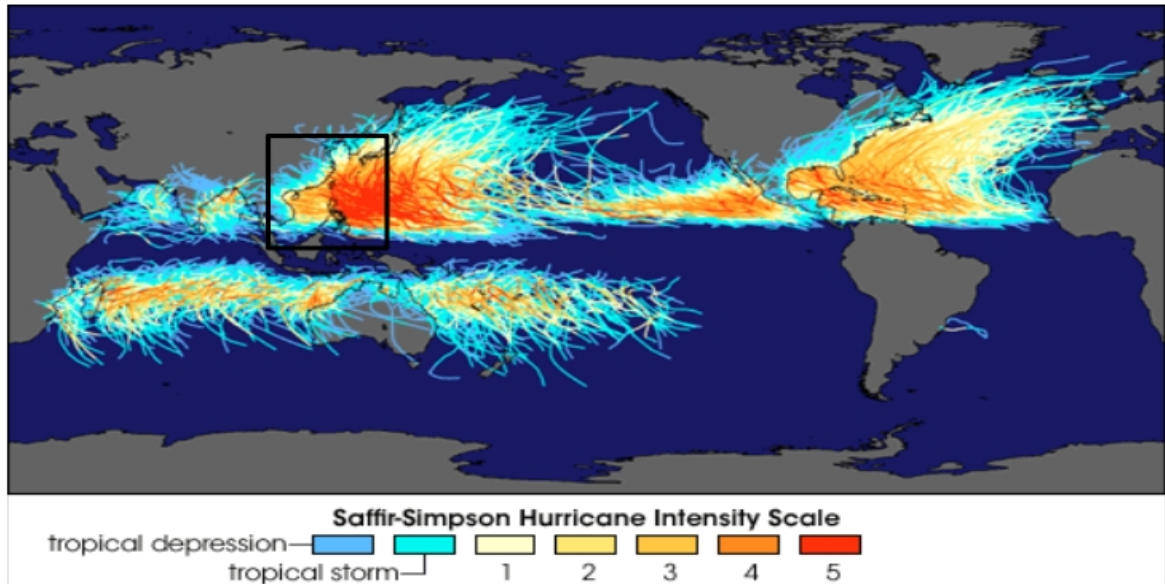 Saffir-Simpson Hurricane Intensity Scale
tropical depression
tropical storm
1 2 3 4 5